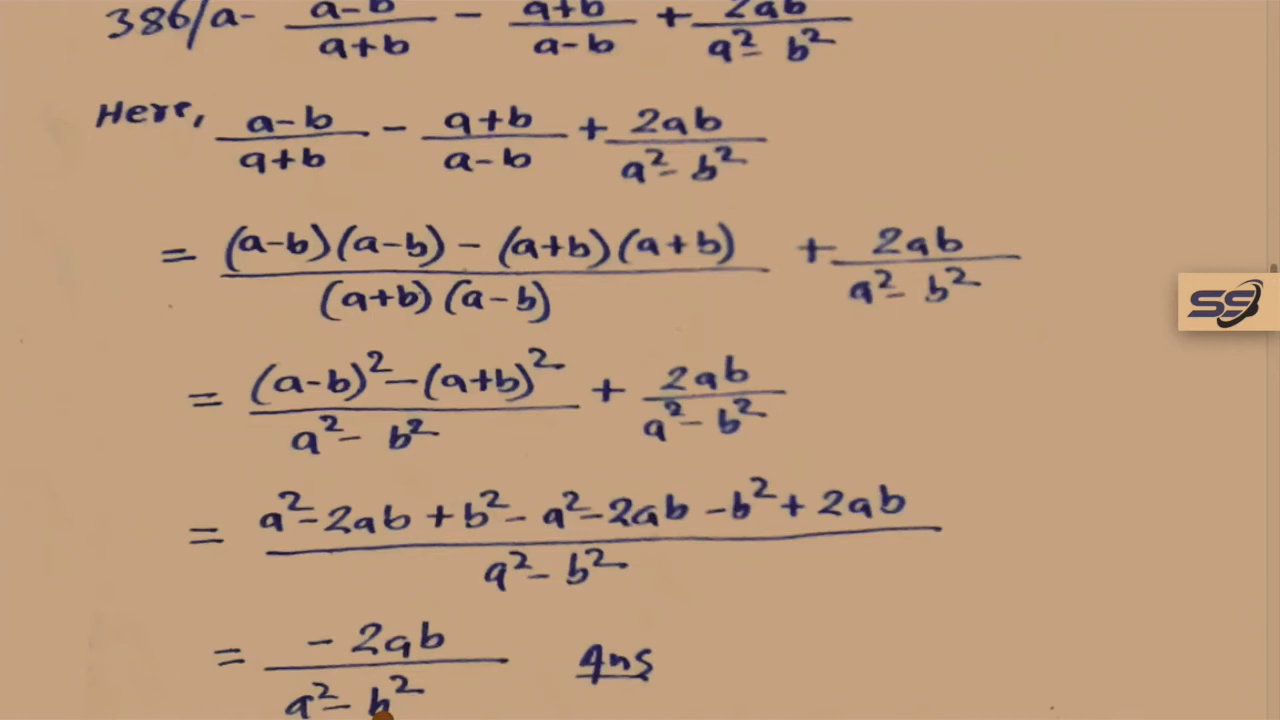 386/a- a-b/a+b - a+b/a-b + 2ab/a²-b²
Here, a-b/a+b - a+b/a-b + 2ab/a²-b²
= (a-b)(a-b) - (a+b)(a+b)/(a+b)(a-b) + 2ab/a²-b²
= (a-b)²-(a+b)²/a²-b² + 2ab/a²-b²
= a²-2ab+b²-a²-2ab-b²+2ab/a²-b²
= -2ab/a²-b² Ans
SS